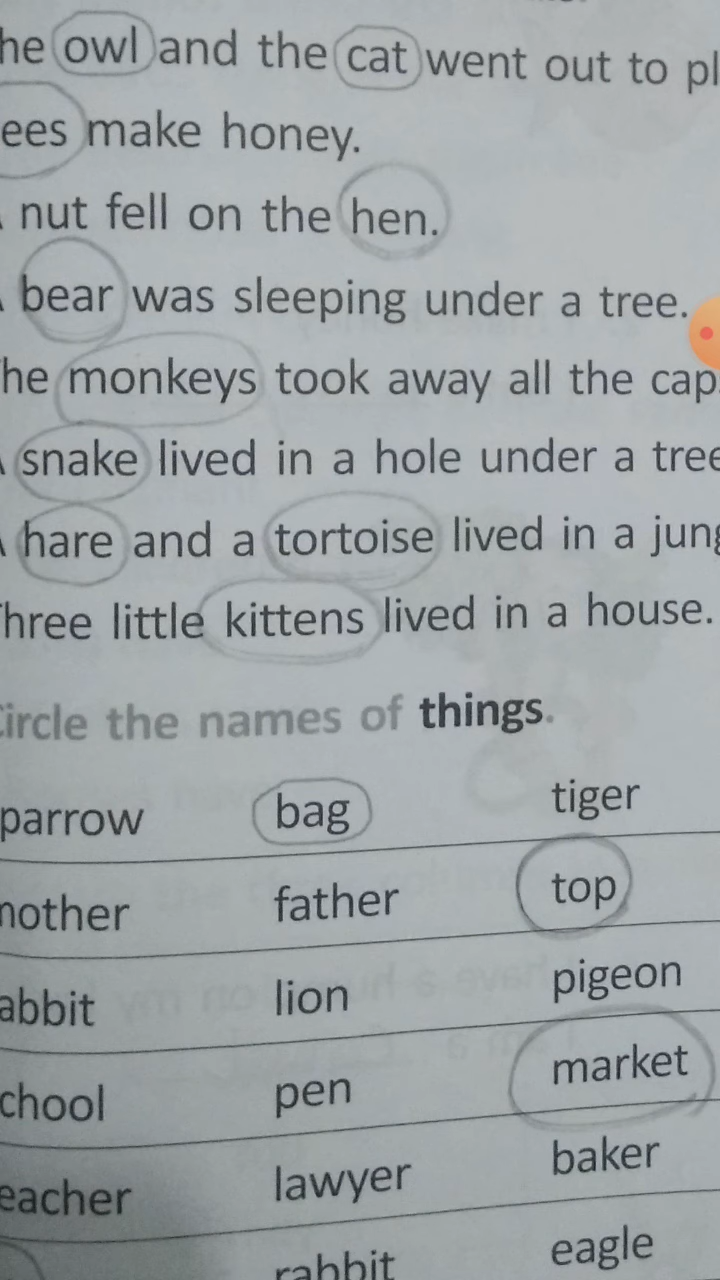 he owl and the cat went out to pl
ees make honey.
nut fell on the hen.
bear was sleeping under a tree.
he monkeys took away all the cap
snake lived in a hole under a tree
hare and a tortoise lived in a jung
hree little kittens lived in a house.
ircle the names of things.
parrow bag tiger
nother father top
abbit lion pigeon
chool pen market
eacher lawyer baker
rabbit eagle